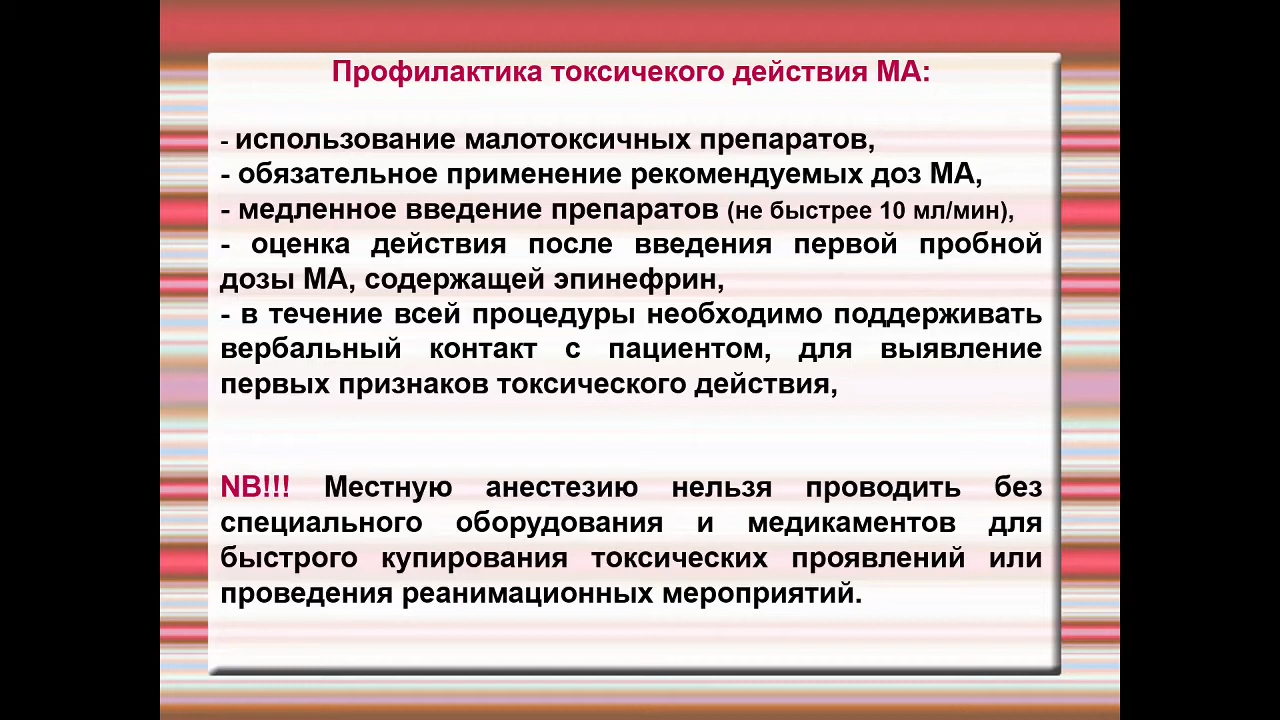 Профилактика токсичекого действия МА:
- использование малотоксичных препаратов,
- обязательное применение рекомендуемых доз МА,
- медленное введение препаратов (не быстрее 10 мл/мин),
- оценка действия после введения первой пробной
дозы МА, содержащей эпинефрин,
- в течение всей процедуры необходимо поддерживать
вербальный контакт с пациентом, для выявление
первых признаков токсического действия,
NB!!! Местную анестезию нельзя проводить без
специального оборудования и медикаментов для
быстрого купирования токсических проявлений или
проведения реанимационных мероприятий.